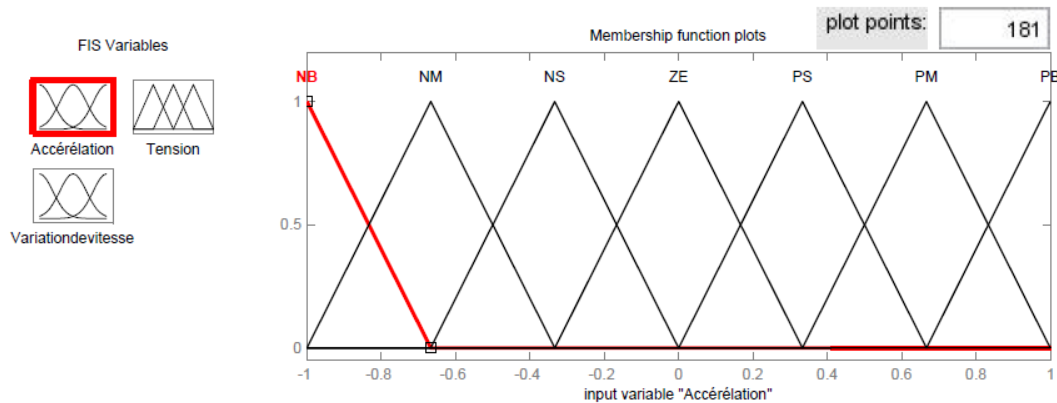 plot points: 181
FIS Variables
Membership function plots
NB NM NS ZE PS PM PB
1
Accérélation Tension
0.5
Variationdevitesse
0
-1 -0.8 -0.6 -0.4 -0.2 0 0.2 0.4 0.6 0.8 1
input variable "Accérélation"